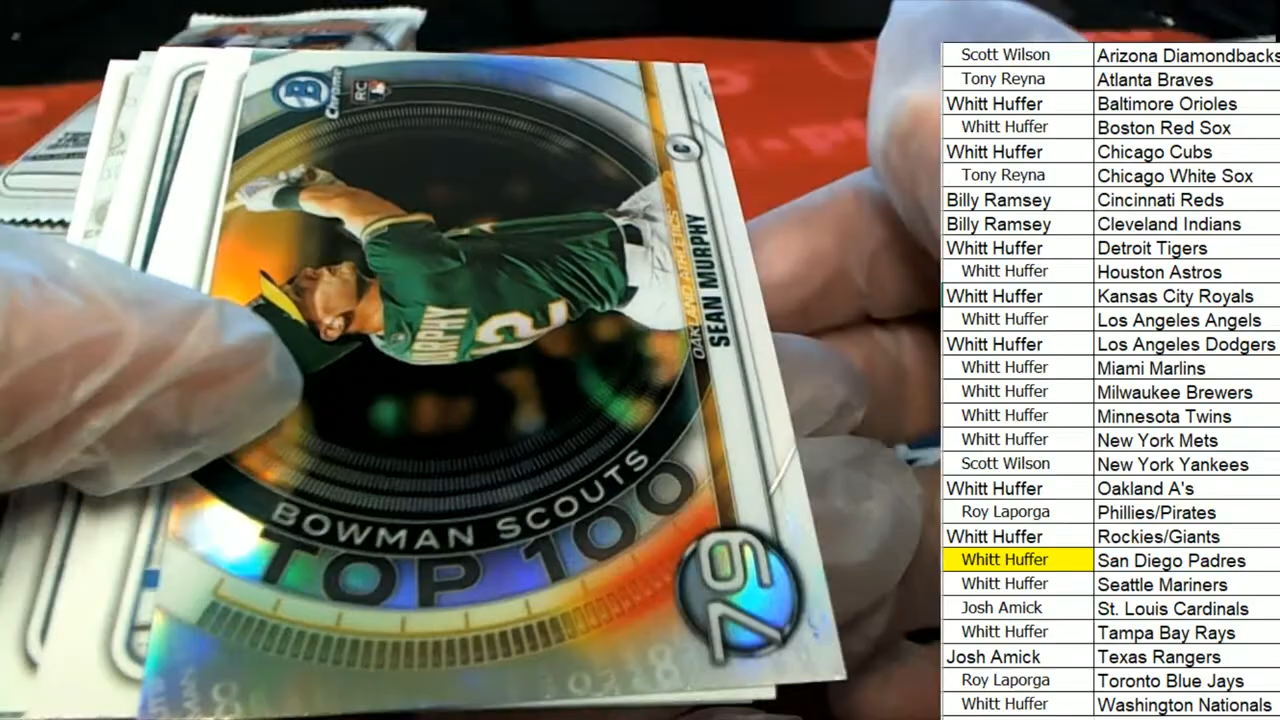 B
Chrome
RC
C
OAKLAND ATHLETICS
SEAN MURPHY
MURPHY
12
BOWMAN SCOUTS
TOP 100
76
Scott Wilson Arizona Diamondbacks
Tony Reyna Atlanta Braves
Whitt Huffer Baltimore Orioles
Whitt Huffer Boston Red Sox
Whitt Huffer Chicago Cubs
Tony Reyna Chicago White Sox
Billy Ramsey Cincinnati Reds
Billy Ramsey Cleveland Indians
Whitt Huffer Detroit Tigers
Whitt Huffer Houston Astros
Whitt Huffer Kansas City Royals
Whitt Huffer Los Angeles Angels
Whitt Huffer Los Angeles Dodgers
Whitt Huffer Miami Marlins
Whitt Huffer Milwaukee Brewers
Whitt Huffer Minnesota Twins
Whitt Huffer New York Mets
Scott Wilson New York Yankees
Whitt Huffer Oakland A's
Roy Laporga Phillies/Pirates
Whitt Huffer Rockies/Giants
Whitt Huffer San Diego Padres
Whitt Huffer Seattle Mariners
Josh Amick St. Louis Cardinals
Whitt Huffer Tampa Bay Rays
Josh Amick Texas Rangers
Roy Laporga Toronto Blue Jays
Whitt Huffer Washington Nationals